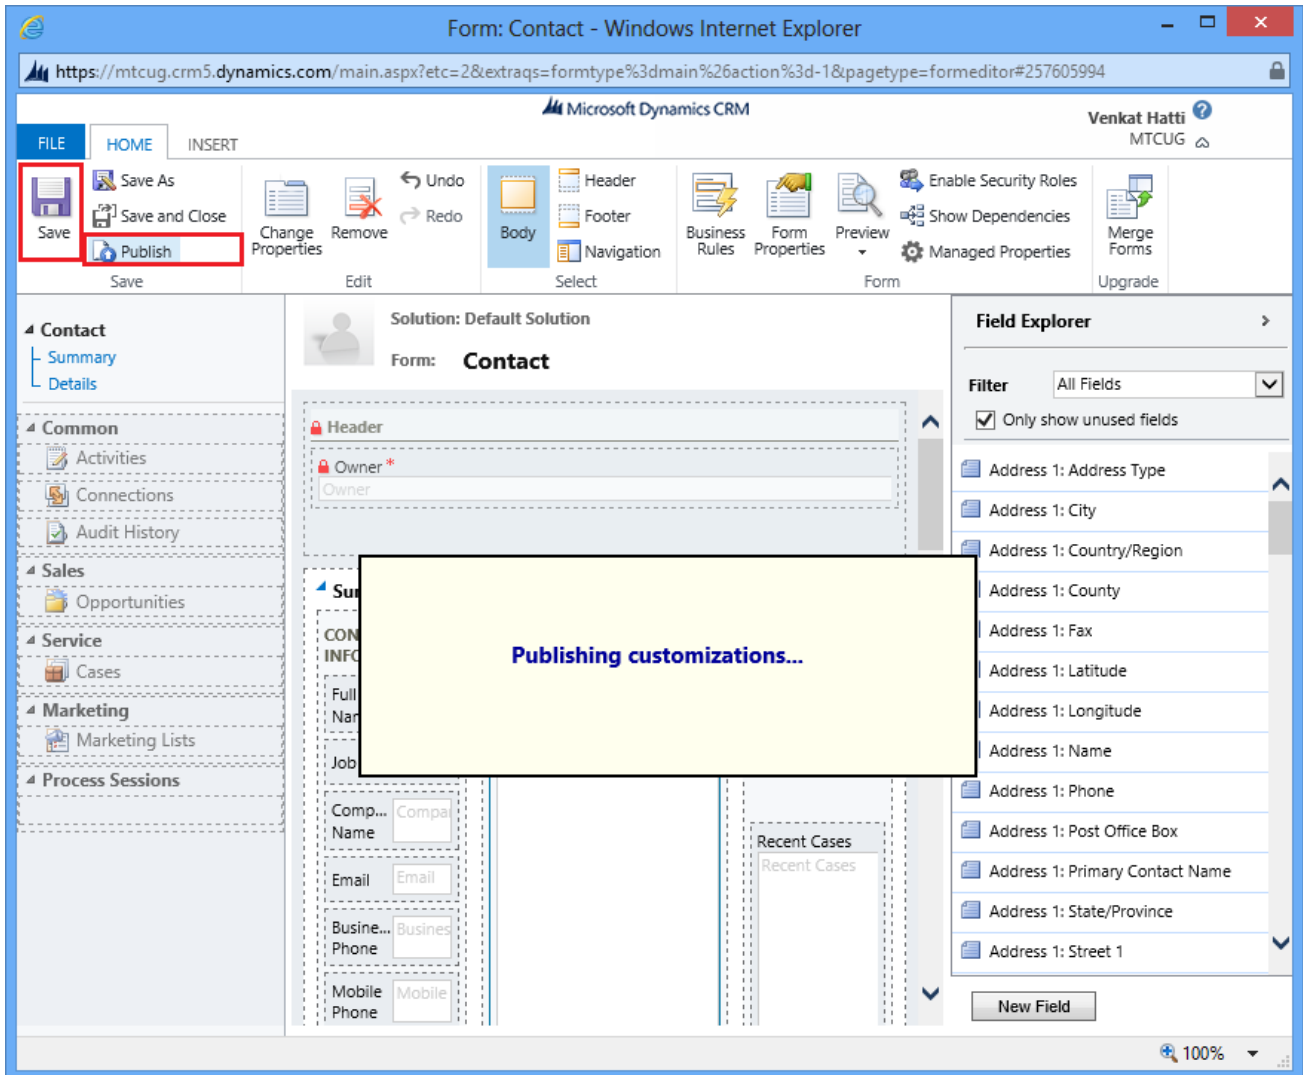 Form: Contact - Windows Internet Explorer
https://mtcug.crm5.dynamics.com/main.aspx?etc=2&extraqs=formtype%3dmain%26action%3d-1&pagetype=formeditor#257605994
Microsoft Dynamics CRM
Venkat Hatti
MTCUG
FILE HOME INSERT
Save
Save As
Save and Close
Publish
Save
Change Properties
Remove
Undo
Redo
Edit
Body
Header
Footer
Navigation
Select
Business Rules
Form Properties
Preview
Enable Security Roles
Show Dependencies
Managed Properties
Form
Merge Forms
Upgrade
Contact
Summary
Details
Common
Activities
Connections
Audit History
Sales
Opportunities
Service
Cases
Marketing
Marketing Lists
Process Sessions
Solution: Default Solution
Form: Contact
Header
Owner *
Owner
Sur
CON
INFO
Full
Nar
Job
Publishing customizations...
Comp... Compa
Name
Email Email
Busine... Busines
Phone
Mobile Mobile
Phone
Recent Cases
Recent Cases
Field Explorer
Filter All Fields
Only show unused fields
Address 1: Address Type
Address 1: City
Address 1: Country/Region
Address 1: County
Address 1: Fax
Address 1: Latitude
Address 1: Longitude
Address 1: Name
Address 1: Phone
Address 1: Post Office Box
Address 1: Primary Contact Name
Address 1: State/Province
Address 1: Street 1
New Field
100%